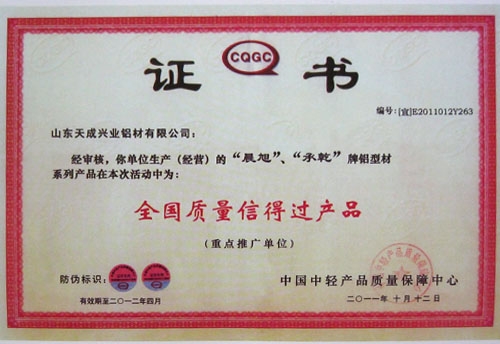 CQGC
证书
编号:[宜]E2011012Y263
山东天成兴业铝材有限公司:
经审核,你单位生产(经营)的“晨旭”、“承乾”牌铝型材
系列产品在本次活动中为:
全国质量信得过产品
(重点推广单位)
防伪标识:
中国中轻产品质量保障中心
有效期至二〇一二年四月
二〇一一年十月十二日